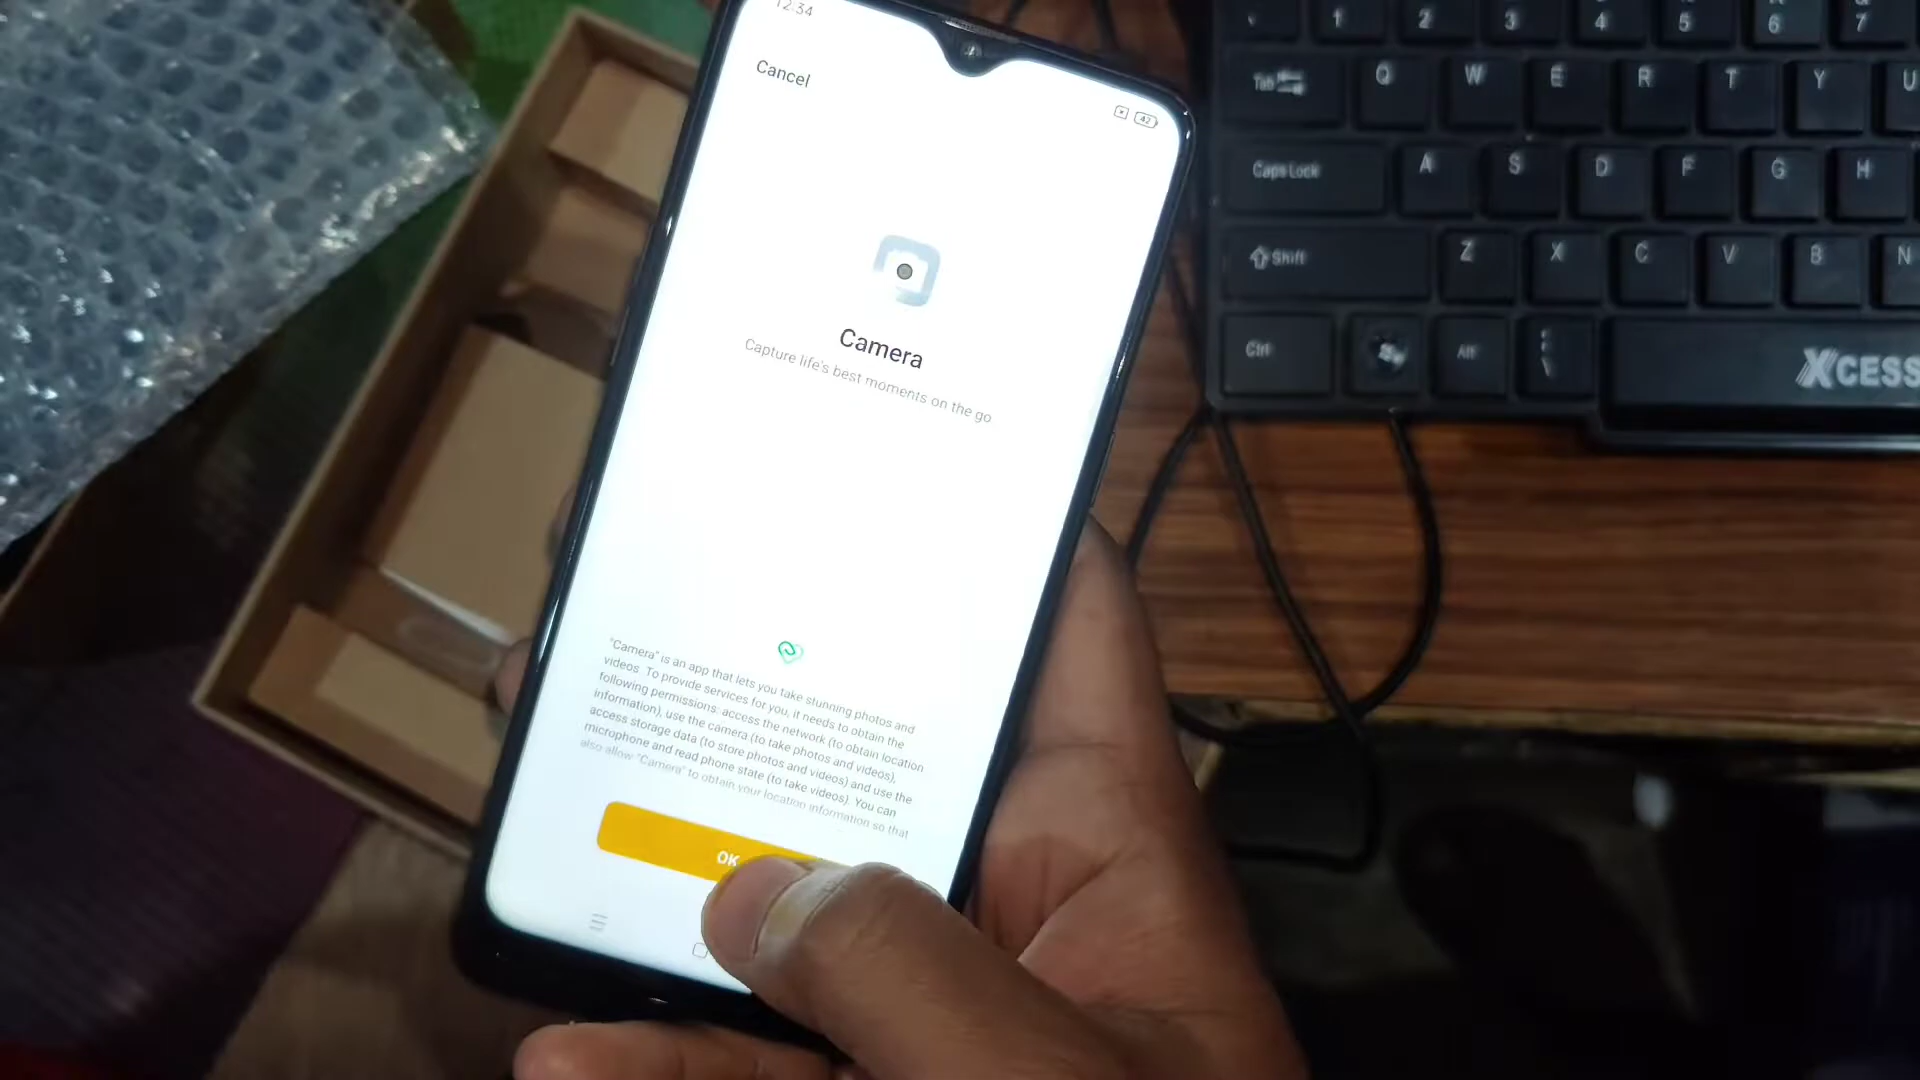 12:34
Cancel
42
Camera
Capture life's best moments on the go
"Camera" is an app that lets you take stunning photos and
videos. To provide services for you, it needs to obtain the
following permissions: access the network (to obtain location
information), use the camera (to take photos and videos),
access storage data (to store photos and videos) and use the
microphone and read phone state (to take videos). You can
also allow "Camera" to obtain your location information so that
OK
1 2 3 4 5 6 7
Tab Q W E R T Y U
Caps Lock A S D F G H
Shift Z X C V B N
Ctrl Alt
XCESS